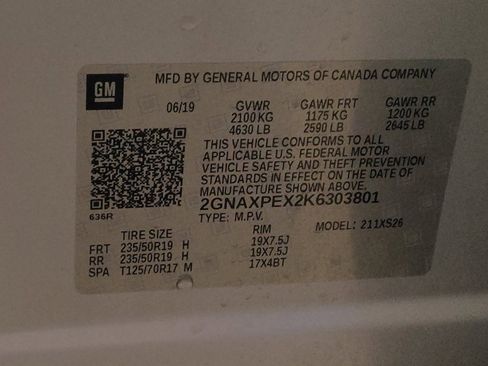 GM
MFD BY GENERAL MOTORS OF CANADA COMPANY
06/19 GVWR GAWR FRT GAWR RR
2100 KG 1175 KG 1200 KG
4630 LB 2590 LB 2645 LB
THIS VEHICLE CONFORMS TO ALL
APPLICABLE U.S. FEDERAL MOTOR
VEHICLE SAFETY AND THEFT PREVENTION
STANDARDS IN EFFECT ON THE DATE OF
MANUFACTURE SHOWN ABOVE.
2GNAXPEX2K6303801
636R TYPE: M.P.V. MODEL: 211XS26
TIRE SIZE RIM
FRT 235/50R19 H 19X7.5J
RR 235/50R19 H 19X7.5J
SPA T125/70R17 M 17X4BT